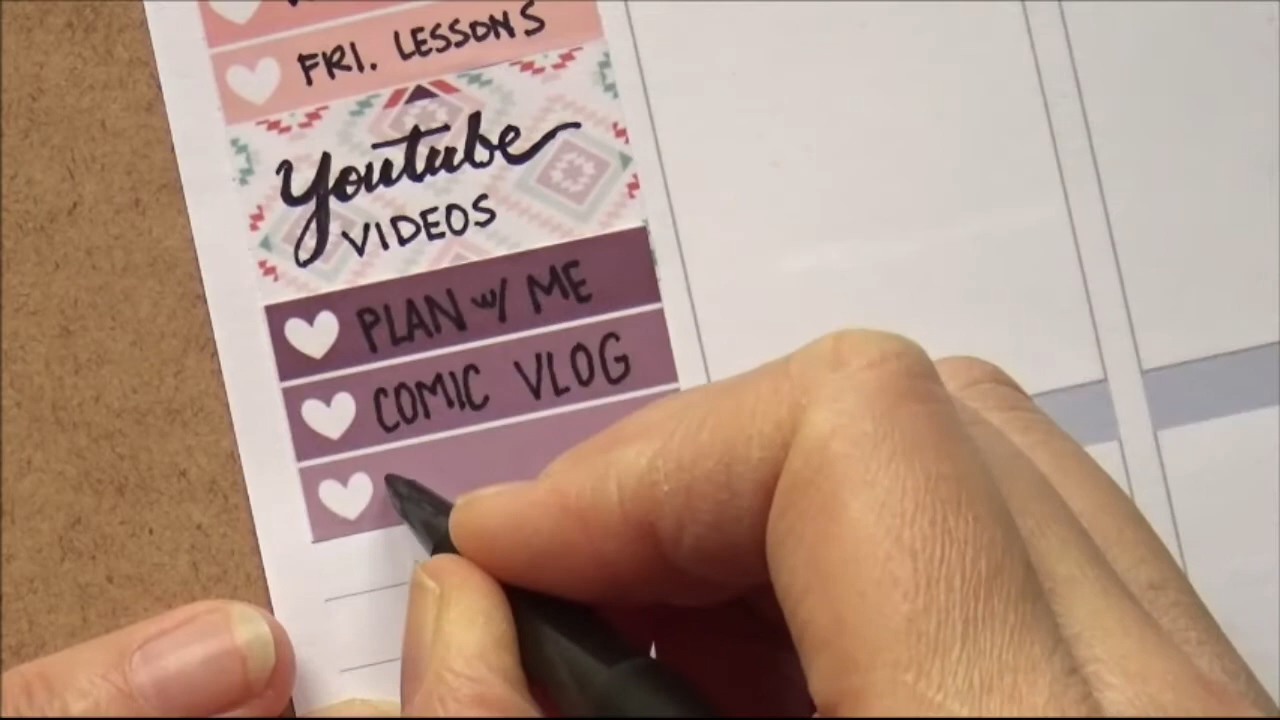 FRI. LESSONS
Youtube
VIDEOS
PLAN w/ ME
COMIC VLOG